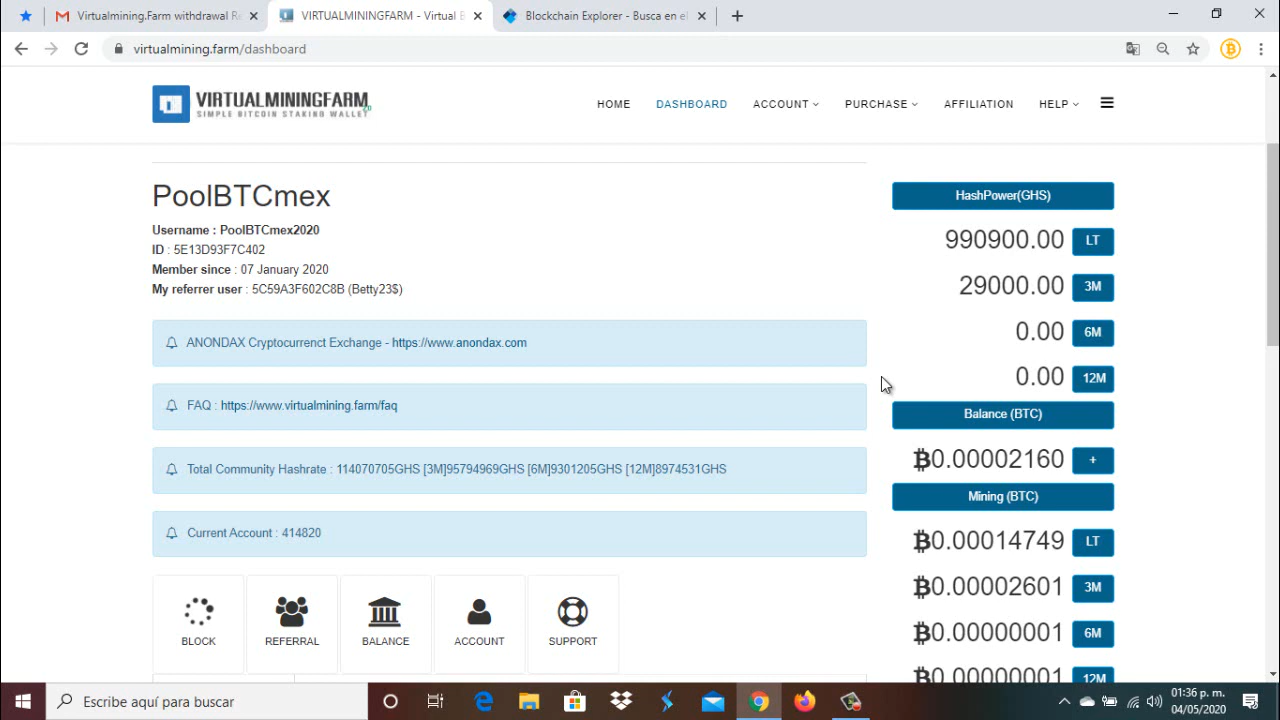 Virtualmining.Farm withdrawal Re
VIRTUALMININGFARM - Virtual B
Blockchain Explorer - Busca en el
virtualmining.farm/dashboard
VIRTUALMININGFARM
SIMPLE BITCOIN STAKING WALLET
HOME
DASHBOARD
ACCOUNT
PURCHASE
AFFILIATION
HELP
PoolBTCmex
Username : PoolBTCmex2020
ID : 5E13D93F7C402
Member since : 07 January 2020
My referrer user : 5C59A3F602C8B (Betty23$)
ANONDAX Cryptocurrenct Exchange - https://www.anondax.com
FAQ : https://www.virtualmining.farm/faq
Total Community Hashrate : 114070705GHS [3M]95794969GHS [6M]9301205GHS [12M]8974531GHS
Current Account : 414820
BLOCK
REFERRAL
BALANCE
ACCOUNT
SUPPORT
HashPower(GHS)
990900.00 LT
29000.00 3M
0.00 6M
0.00 12M
Balance (BTC)
₿0.00002160 +
Mining (BTC)
₿0.00014749 LT
₿0.00002601 3M
₿0.00000001 6M
₿0.00000001 12M
Escribe aquí para buscar
01:36 p. m.
04/05/2020